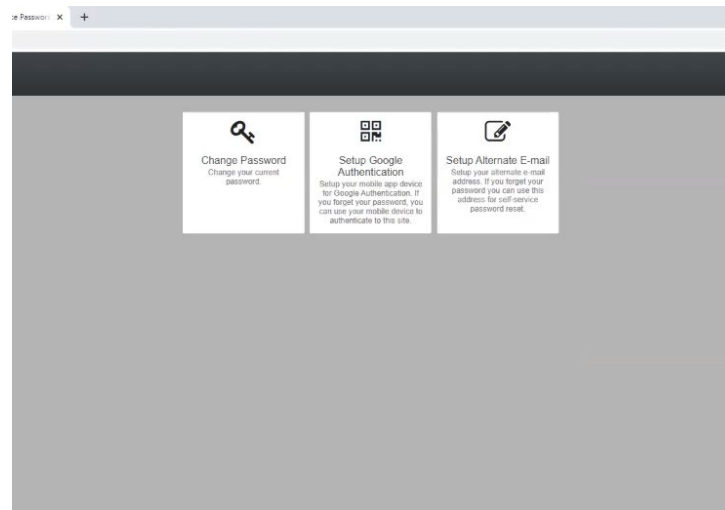 Change Password
Change your current
password.
Setup Google
Authentication
Setup your mobile app device
for Google Authentication. If
you forget your password, you
can use your mobile device to
authenticate to this site.
Setup Alternate E-mail
Setup your alternate e-mail
address. If you forget your
password you can use this
address for self-service
password reset.